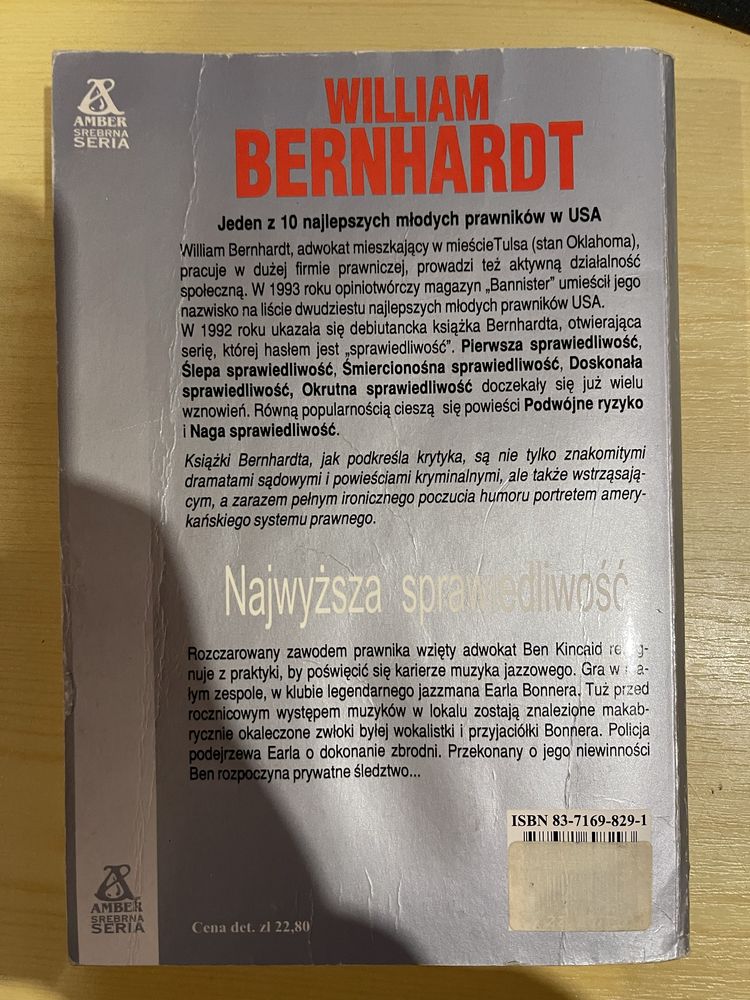 AMBER
SREBRNA
SERIA
WILLIAM
BERNHARDT
Jeden z 10 najlepszych młodych prawników w USA
William Bernhardt, adwokat mieszkający w mieścieTulsa (stan Oklahoma),
pracuje w dużej firmie prawniczej, prowadzi też aktywną działalność
społeczną. W 1993 roku opiniotwórczy magazyn „Bannister" umieścił jego
nazwisko na liście dwudziestu najlepszych młodych prawników USA.
W 1992 roku ukazała się debiutancka książka Bernhardta, otwierająca
serię, której hasłem jest „sprawiedliwość". Pierwsza sprawiedliwość,
Ślepa sprawiedliwość, Śmiercionośna sprawiedliwość, Doskonała
sprawiedliwość, Okrutna sprawiedliwość doczekały się już wielu
wznowień. Równą popularnością cieszą się powieści Podwójne ryzyko
i Naga sprawiedliwość.
Książki Bernhardta, jak podkreśla krytyka, są nie tylko znakomitymi
dramatami sądowymi i powieściami kryminalnymi, ale także wstrząsają-
cym, a zarazem pełnym ironicznego poczucia humoru portretem amery-
kańskiego systemu prawnego.
Najwyższa sprawiedliwość
Rozczarowany zawodem prawnika wzięty adwokat Ben Kincaid
nuje z praktyki, by poświęcić się karierze muzyka jazzowego. Gra w
łym zespole, w klubie legendarnego jazzmana Earla Bonnera. Tuż przed
rocznicowym występem muzyków w lokalu zostają znalezione makab-
rycznie okaleczone zwłoki byłej wokalistki i przyjaciółki Bonnera. Policja
podejrzewa Earla o dokonanie zbrodni. Przekonany o jego niewinności
Ben rozpoczyna prywatne śledztwo...
ISBN 83-7169-829-1
AMBER
SREBRNA
SERIA
Cena det. zł 22,80